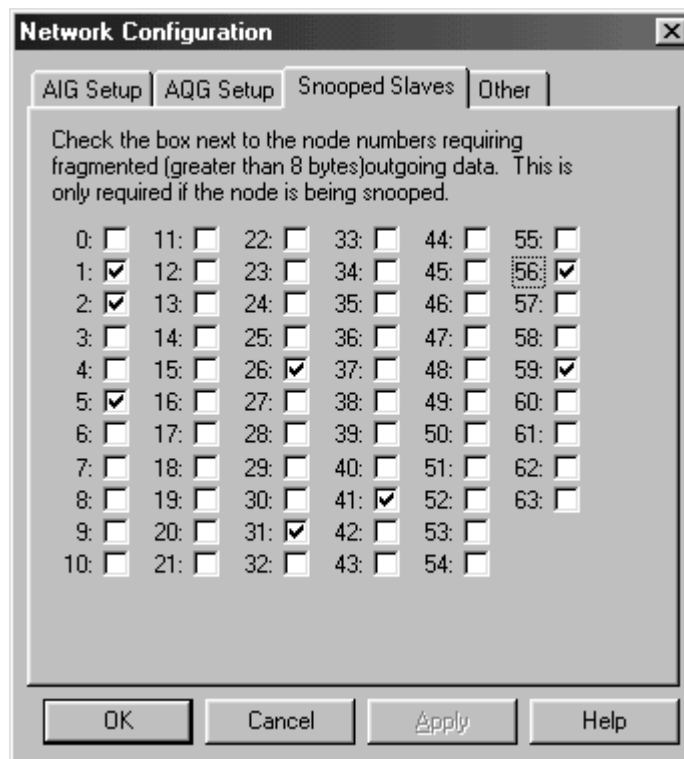 Network Configuration
AIG Setup AQG Setup Snooped Slaves Other
Check the box next to the node numbers requiring
fragmented (greater than 8 bytes)outgoing data. This is
only required if the node is being snooped.
0: 11: 22: 33: 44: 55:
1: 12: 23: 34: 45: 56:
2: 13: 24: 35: 46: 57:
3: 14: 25: 36: 47: 58:
4: 15: 26: 37: 48: 59:
5: 16: 27: 38: 49: 60:
6: 17: 28: 39: 50: 61:
7: 18: 29: 40: 51: 62:
8: 19: 30: 41: 52: 63:
9: 20: 31: 42: 53:
10: 21: 32: 43: 54:
OK Cancel Apply Help